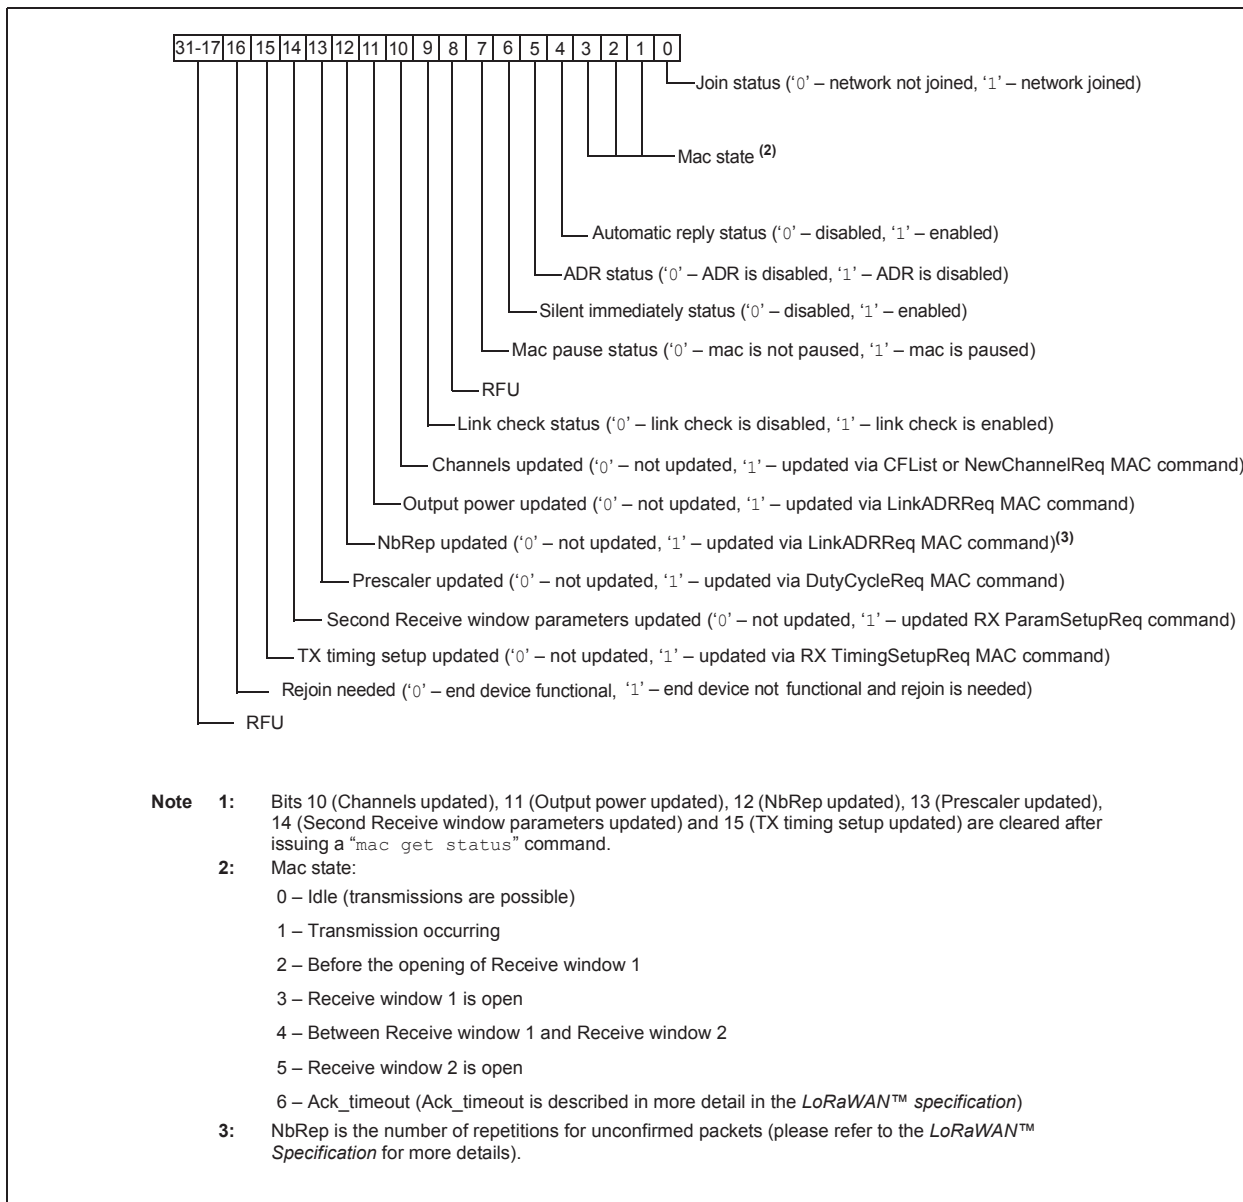 31-17 16 15 14 13 12 11 10 9 8 7 6 5 4 3 2 1 0
Join status (‘0’ – network not joined, ‘1’ – network joined)
Mac state (2)
Automatic reply status (‘0’ – disabled, ‘1’ – enabled)
ADR status (‘0’ – ADR is disabled, ‘1’ – ADR is disabled)
Silent immediately status (‘0’ – disabled, ‘1’ – enabled)
Mac pause status (‘0’ – mac is not paused, ‘1’ – mac is paused)
RFU
Link check status (‘0’ – link check is disabled, ‘1’ – link check is enabled)
Channels updated (‘0’ – not updated, ‘1’ – updated via CFList or NewChannelReq MAC command)
Output power updated (‘0’ – not updated, ‘1’ – updated via LinkADRReq MAC command)
NbRep updated (‘0’ – not updated, ‘1’ – updated via LinkADRReq MAC command)(3)
Prescaler updated (‘0’ – not updated, ‘1’ – updated via DutyCycleReq MAC command)
Second Receive window parameters updated (‘0’ – not updated, ‘1’ – updated RX ParamSetupReq command)
TX timing setup updated (‘0’ – not updated, ‘1’ – updated via RX TimingSetupReq MAC command)
Rejoin needed (‘0’ – end device functional, ‘1’ – end device not functional and rejoin is needed)
RFU
Note 1: Bits 10 (Channels updated), 11 (Output power updated), 12 (NbRep updated), 13 (Prescaler updated),
14 (Second Receive window parameters updated) and 15 (TX timing setup updated) are cleared after
issuing a “mac get status” command.
2: Mac state:
0 – Idle (transmissions are possible)
1 – Transmission occurring
2 – Before the opening of Receive window 1
3 – Receive window 1 is open
4 – Between Receive window 1 and Receive window 2
5 – Receive window 2 is open
6 – Ack_timeout (Ack_timeout is described in more detail in the LoRaWAN™ specification)
3: NbRep is the number of repetitions for unconfirmed packets (please refer to the LoRaWAN™
Specification for more details).